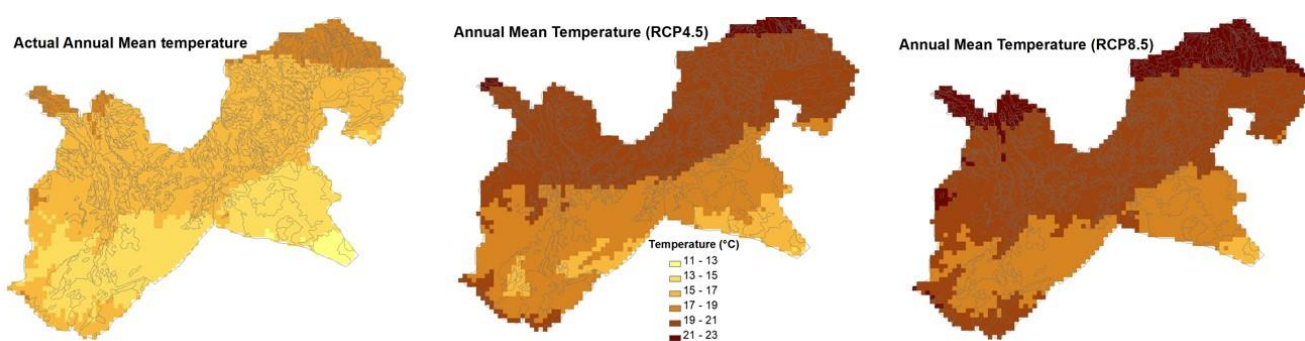 Actual Annual Mean temperature
Annual Mean Temperature (RCP4.5)
Annual Mean Temperature (RCP8.5)
Temperature (°C)
11 - 13
13 - 15
15 - 17
17 - 19
19 - 21
21 - 23